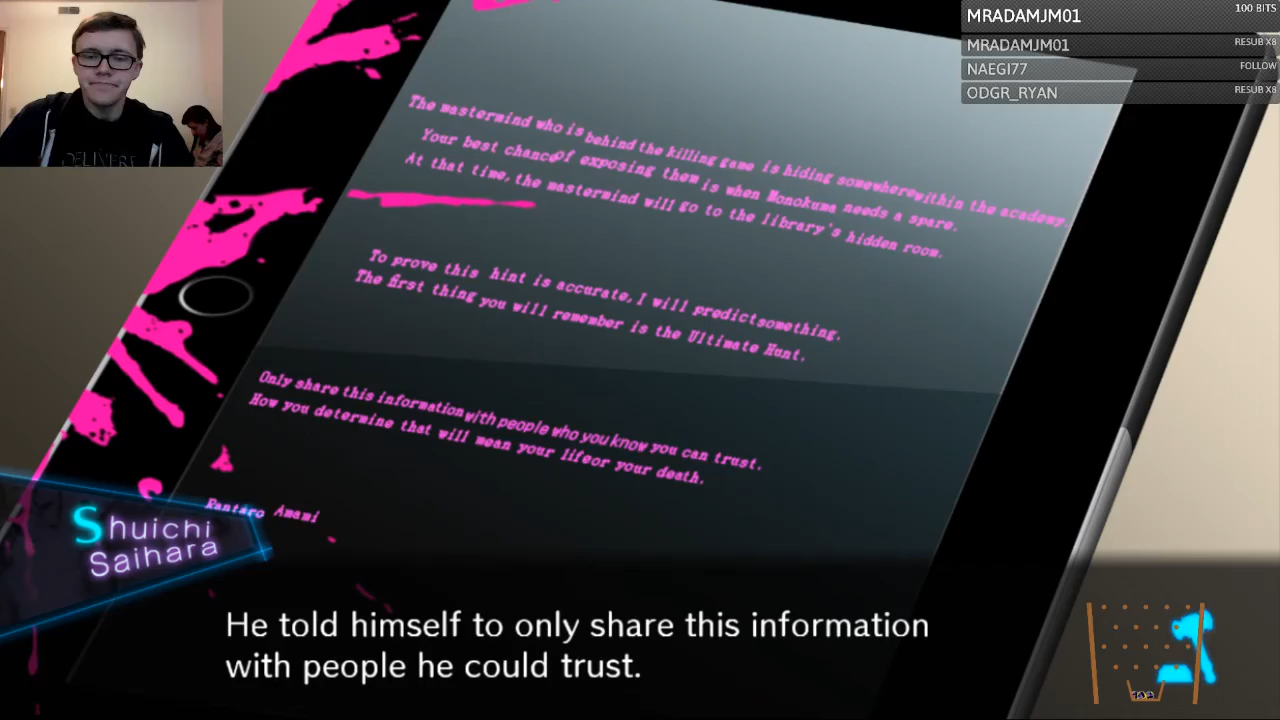 MRADAMJM01 100 BITS
MRADAMJM01 RESUB X8
NAEGI77 FOLLOW
ODGR_RYAN RESUB X8
DELIVERE
The mastermind who is behind the killing game is hiding somewhere within the academy.
Your best chance of exposing them is when Monokuma needs a spare.
At that time, the mastermind will go to the library's hidden room.
To prove this hint is accurate, I will predict something.
The first thing you will remember is the Ultimate Hunt.
Only share this information with people who you know you can trust.
How you determine that will mean your life or your death.
Rantaro Amami
Shuichi
Saihara
He told himself to only share this information
with people he could trust.